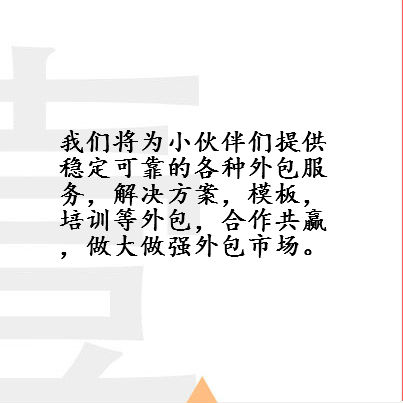 我们将为小伙伴们提供
稳定可靠的各种外包服
务，解决方案，模板，
培训等外包，合作共赢
，做大做强外包市场。